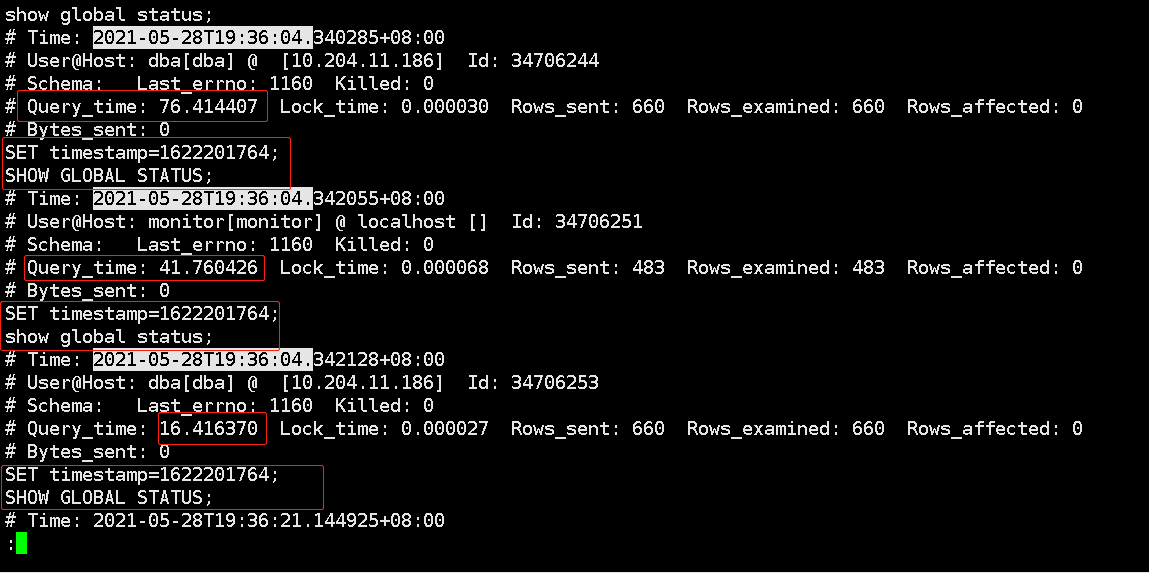 show global status;
# Time: 2021-05-28T19:36:04.340285+08:00
# User@Host: dba[dba] @  [10.204.11.186]  Id: 34706244
# Schema:   Last_errno: 1160  Killed: 0
# Query_time: 76.414407  Lock_time: 0.000030  Rows_sent: 660  Rows_examined: 660  Rows_affected: 0
# Bytes_sent: 0
SET timestamp=1622201764;
SHOW GLOBAL STATUS;
# Time: 2021-05-28T19:36:04.342055+08:00
# User@Host: monitor[monitor] @ localhost []  Id: 34706251
# Schema:   Last_errno: 1160  Killed: 0
# Query_time: 41.760426  Lock_time: 0.000068  Rows_sent: 483  Rows_examined: 483  Rows_affected: 0
# Bytes_sent: 0
SET timestamp=1622201764;
show global status;
# Time: 2021-05-28T19:36:04.342128+08:00
# User@Host: dba[dba] @  [10.204.11.186]  Id: 34706253
# Schema:   Last_errno: 1160  Killed: 0
# Query_time: 16.416370  Lock_time: 0.000027  Rows_sent: 660  Rows_examined: 660  Rows_affected: 0
# Bytes_sent: 0
SET timestamp=1622201764;
SHOW GLOBAL STATUS;
# Time: 2021-05-28T19:36:21.144925+08:00
: